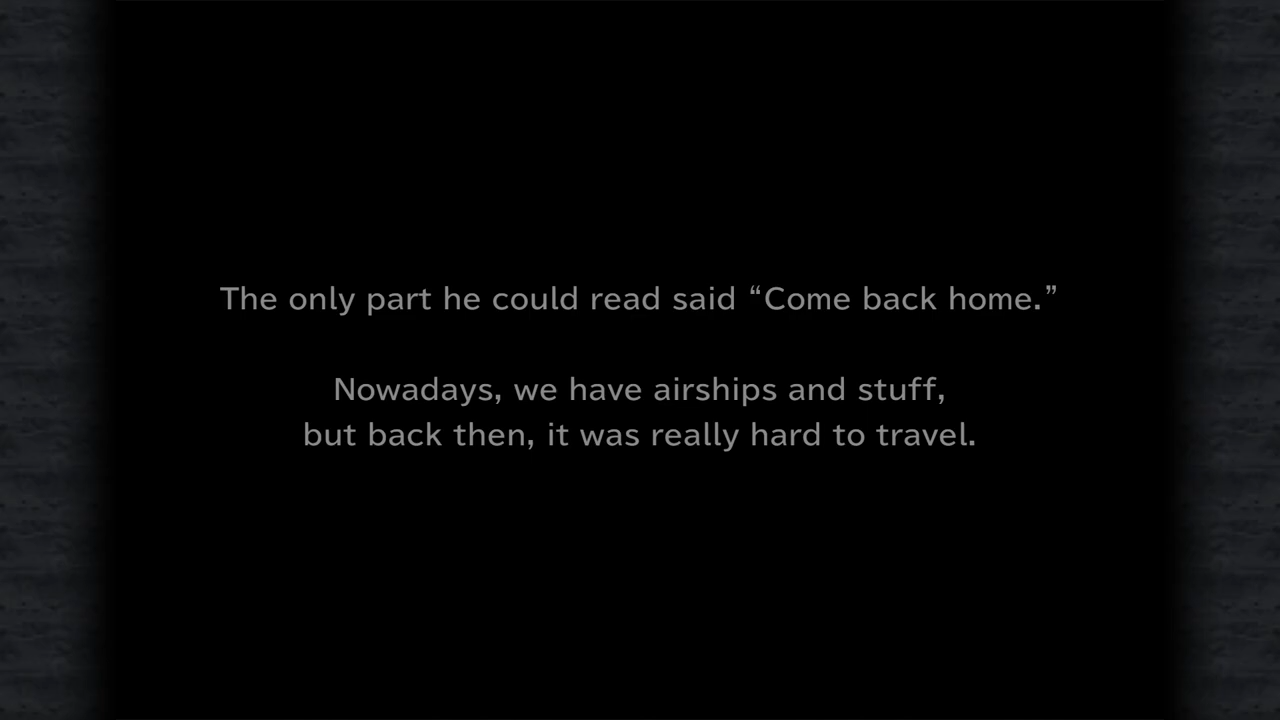 The only part he could read said “Come back home.”
Nowadays, we have airships and stuff,
but back then, it was really hard to travel.